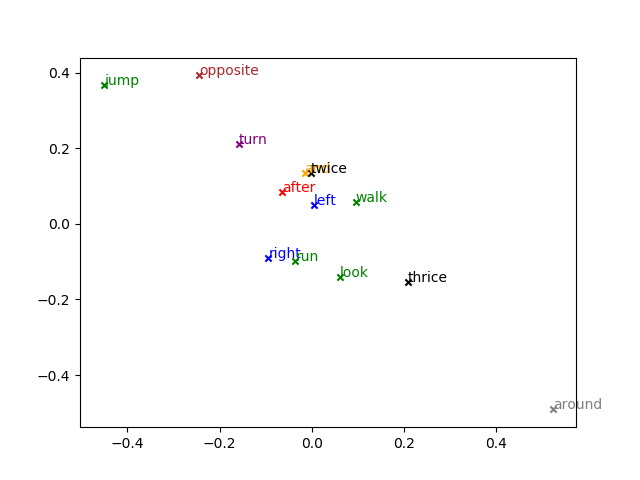 0.4
0.2
0.0
−0.2
−0.4
jump
opposite
turn
twice
after
left
walk
right
run
look
thrice
around
−0.4
−0.2
0.0
0.2
0.4